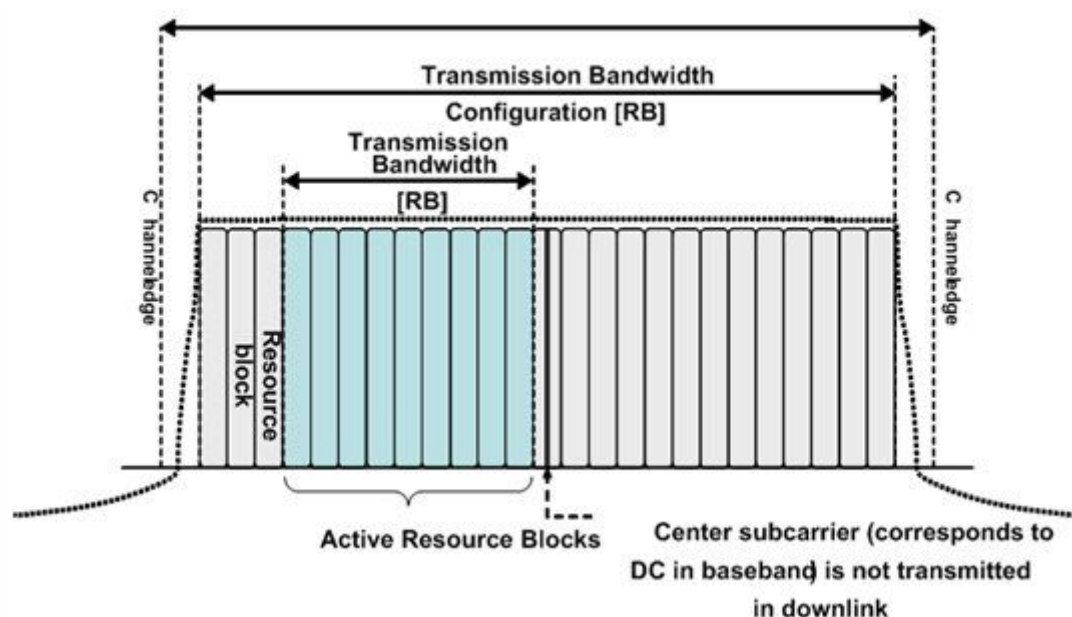 Transmission Bandwidth
Configuration [RB]
Transmission
Bandwidth
[RB]
C hanneledge
C hanneledge
Resource
block
Active Resource Blocks
Center subcarrier (corresponds to
DC in baseband) is not transmitted
in downlink